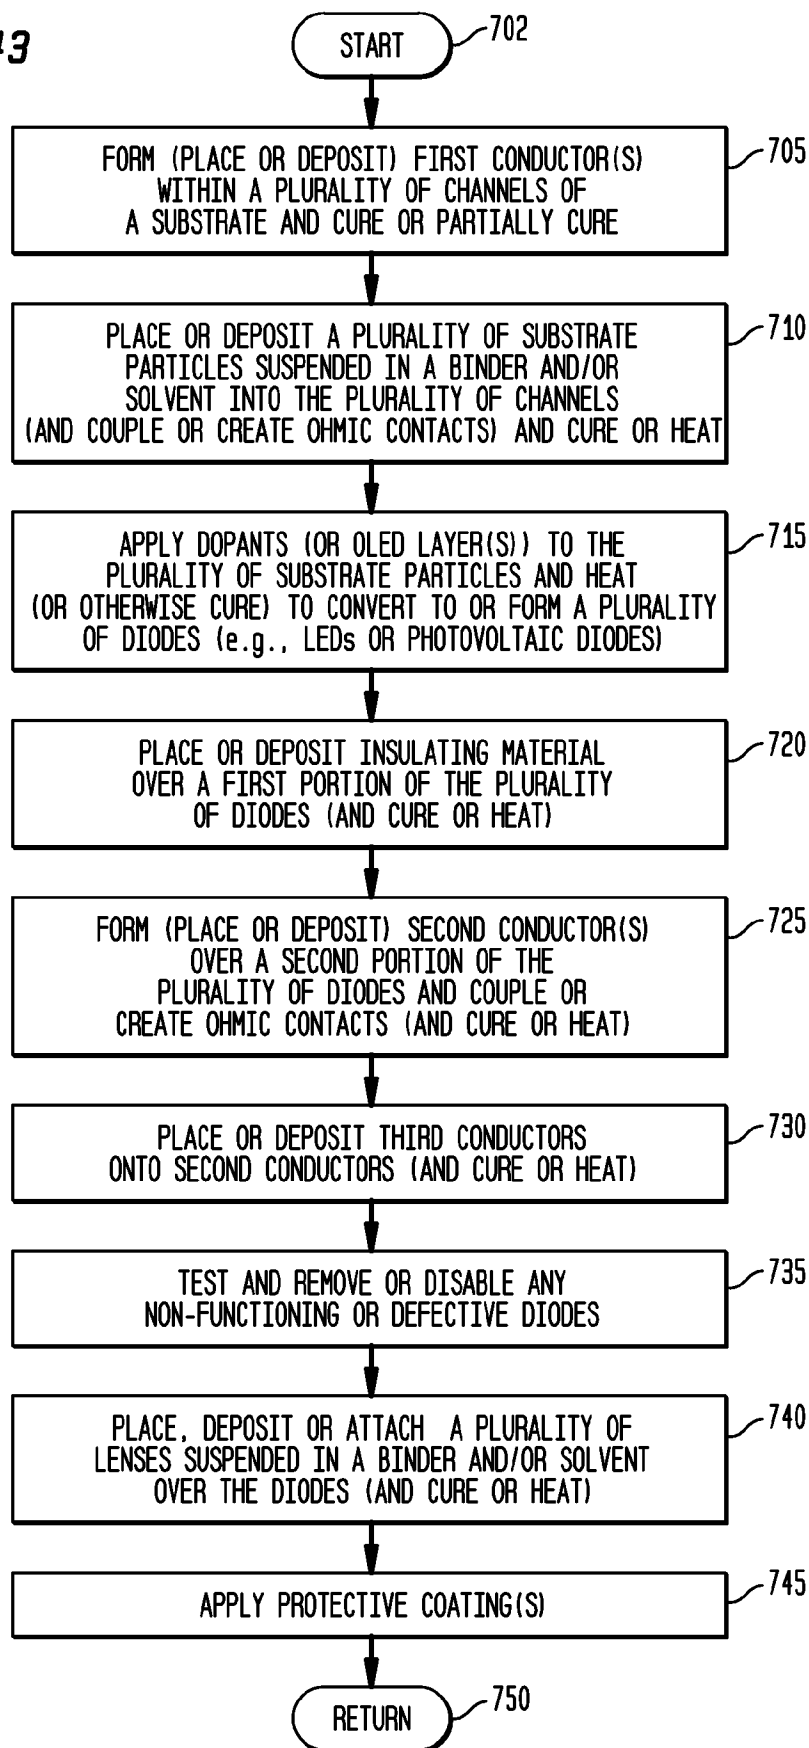 START
702
FORM (PLACE OR DEPOSIT) FIRST CONDUCTOR(S)
WITHIN A PLURALITY OF CHANNELS OF
A SUBSTRATE AND CURE OR PARTIALLY CURE
705
PLACE OR DEPOSIT A PLURALITY OF SUBSTRATE
PARTICLES SUSPENDED IN A BINDER AND/OR
SOLVENT INTO THE PLURALITY OF CHANNELS
(AND COUPLE OR CREATE OHMIC CONTACTS) AND CURE OR HEAT
710
APPLY DOPANTS (OR OLED LAYER(S)) TO THE
PLURALITY OF SUBSTRATE PARTICLES AND HEAT
(OR OTHERWISE CURE) TO CONVERT TO OR FORM A PLURALITY
OF DIODES (e.g., LEDs OR PHOTOVOLTAIC DIODES)
715
PLACE OR DEPOSIT INSULATING MATERIAL
OVER A FIRST PORTION OF THE PLURALITY
OF DIODES (AND CURE OR HEAT)
720
FORM (PLACE OR DEPOSIT) SECOND CONDUCTOR(S)
OVER A SECOND PORTION OF THE
PLURALITY OF DIODES AND COUPLE OR
CREATE OHMIC CONTACTS (AND CURE OR HEAT)
725
PLACE OR DEPOSIT THIRD CONDUCTORS
ONTO SECOND CONDUCTORS (AND CURE OR HEAT)
730
TEST AND REMOVE OR DISABLE ANY
NON-FUNCTIONING OR DEFECTIVE DIODES
735
PLACE, DEPOSIT OR ATTACH A PLURALITY OF
LENSES SUSPENDED IN A BINDER AND/OR SOLVENT
OVER THE DIODES (AND CURE OR HEAT)
740
APPLY PROTECTIVE COATING(S)
745
RETURN
750